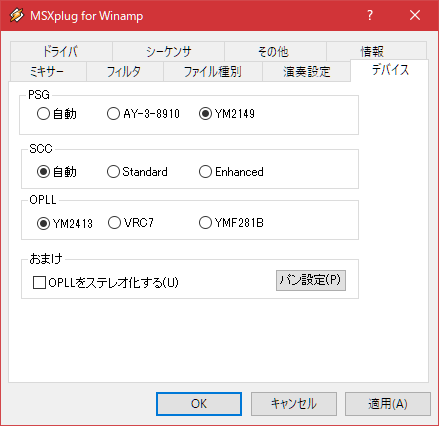 MSXplug for Winamp
ドライバ シーケンサ その他 情報
ミキサー フィルタ ファイル種別 演奏設定 デバイス
PSG
自動 AY-3-8910 YM2149
SCC
自動 Standard Enhanced
OPLL
YM2413 VRC7 YMF281B
おまけ
OPLLをステレオ化する(U) パン設定(P)
OK キャンセル 適用(A)